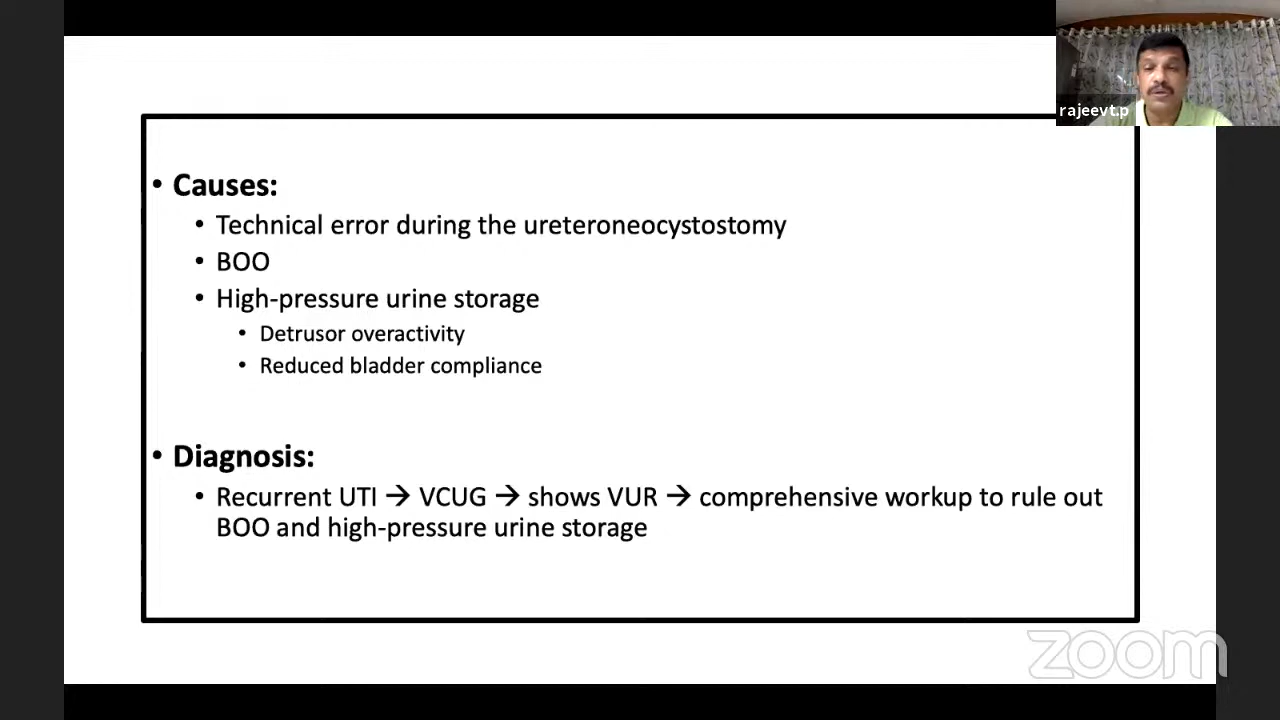 rajeevt.p
• Causes:
• Technical error during the ureteroneocystostomy
• BOO
• High-pressure urine storage
• Detrusor overactivity
• Reduced bladder compliance
• Diagnosis:
• Recurrent UTI → VCUG → shows VUR → comprehensive workup to rule out
BOO and high-pressure urine storage
zoom